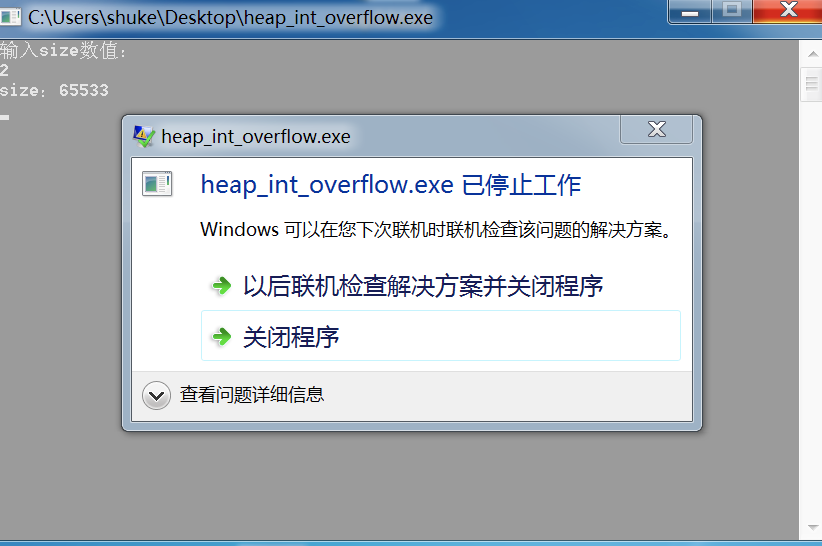 C:\Users\shuke\Desktop\heap_int_overflow.exe
输入size数值：
2
size：65533
heap_int_overflow.exe
heap_int_overflow.exe 已停止工作
Windows 可以在您下次联机时联机检查该问题的解决方案。
以后联机检查解决方案并关闭程序
关闭程序
查看问题详细信息